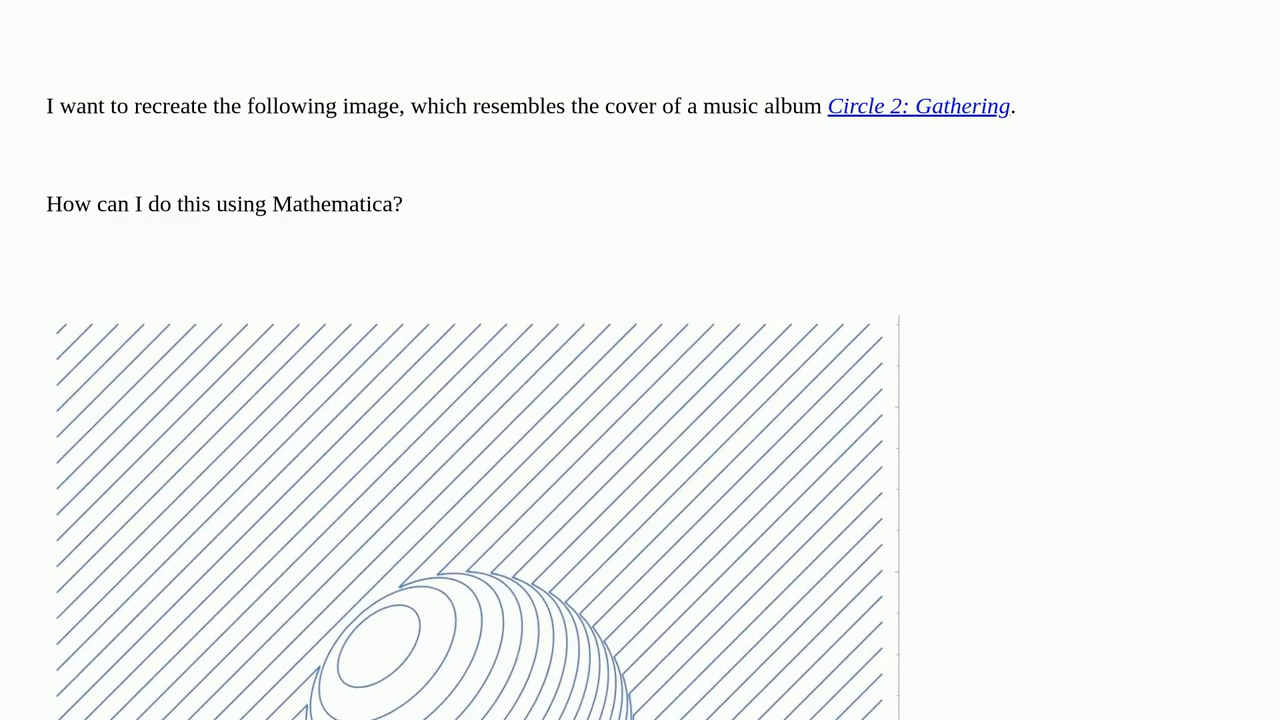 I want to recreate the following image, which resembles the cover of a music album Circle 2: Gathering.
How can I do this using Mathematica?